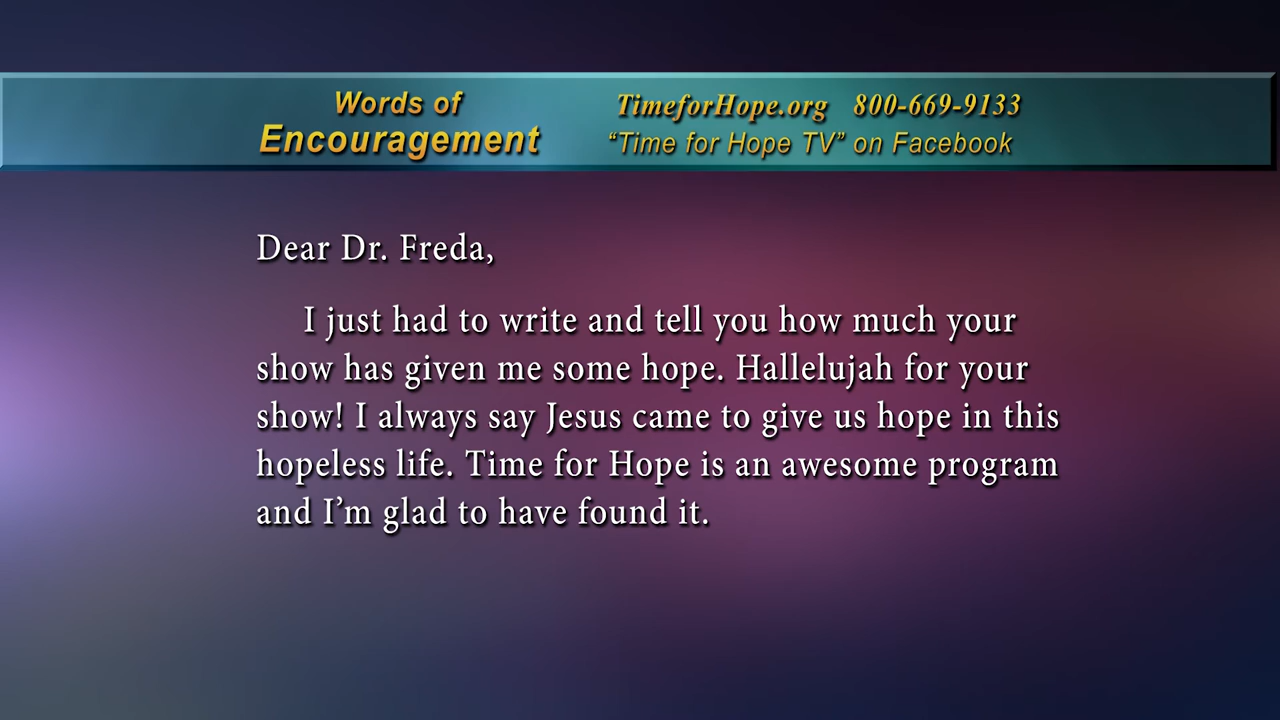 Words of
Encouragement
TimeforHope.org 800-669-9133
“Time for Hope TV” on Facebook
Dear Dr. Freda,
I just had to write and tell you how much your
show has given me some hope. Hallelujah for your
show! I always say Jesus came to give us hope in this
hopeless life. Time for Hope is an awesome program
and I’m glad to have found it.